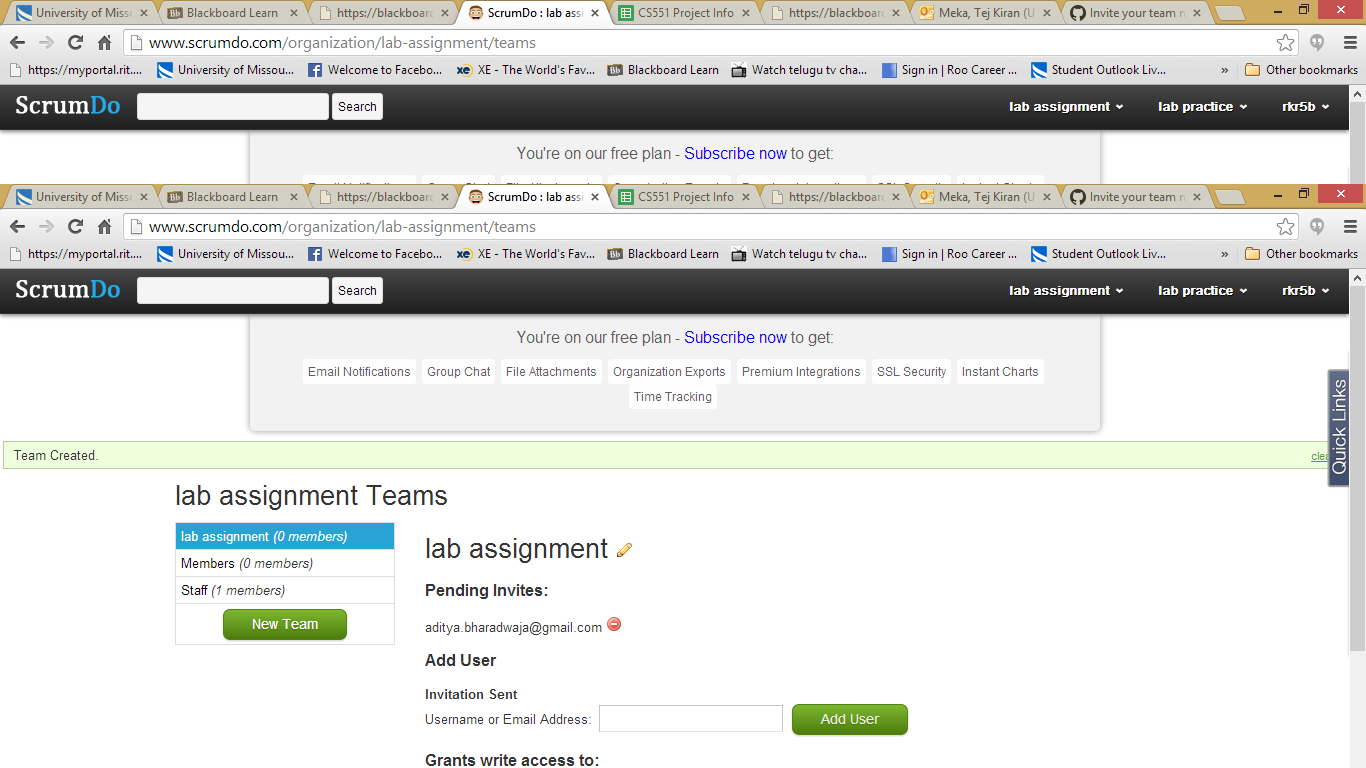 University of Misso Blackboard Learn https://blackboard ScrumDo : lab assi CS551 Project Info https://blackboard Meka, Tej Kiran (U Invite your team m
www.scrumdo.com/organization/lab-assignment/teams
https://myportal.rit.... University of Missou... Welcome to Facebo... XE - The World's Fav... Blackboard Learn Watch telugu tv cha... Sign in | Roo Career ... Student Outlook Liv... » Other bookmarks
ScrumDo Search lab assignment lab practice rkr5b
You're on our free plan - Subscribe now to get:
University of Misso Blackboard Learn https://blackboard ScrumDo : lab assi CS551 Project Info https://blackboard Meka, Tej Kiran (U Invite your team m
www.scrumdo.com/organization/lab-assignment/teams
https://myportal.rit.... University of Missou... Welcome to Facebo... XE - The World's Fav... Blackboard Learn Watch telugu tv cha... Sign in | Roo Career ... Student Outlook Liv... » Other bookmarks
ScrumDo Search lab assignment lab practice rkr5b
You're on our free plan - Subscribe now to get:
Email Notifications Group Chat File Attachments Organization Exports Premium Integrations SSL Security Instant Charts
Time Tracking
Quick Links
Team Created. clea
lab assignment Teams
lab assignment (0 members)
Members (0 members)
Staff (1 members)
New Team
lab assignment
Pending Invites:
aditya.bharadwaja@gmail.com
Add User
Invitation Sent
Username or Email Address: Add User
Grants write access to: